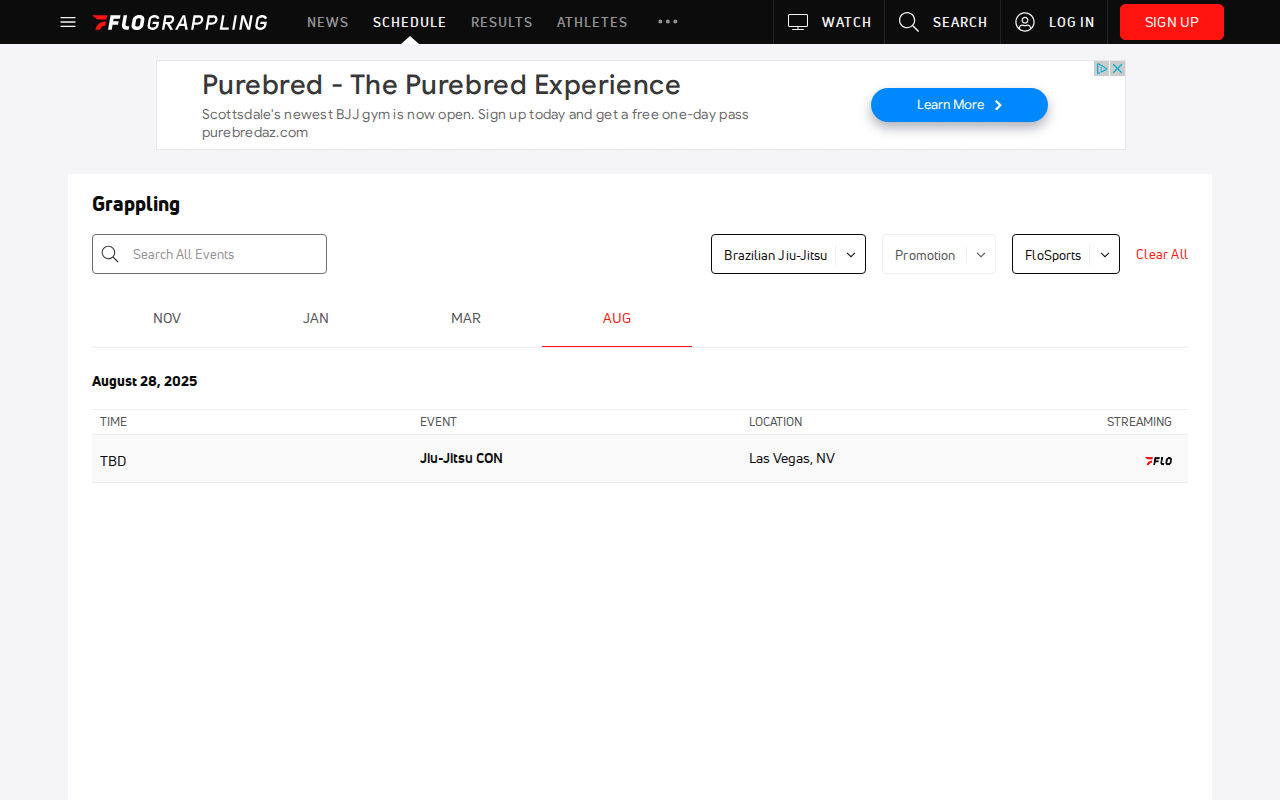 FLOGRAPPLING NEWS SCHEDULE RESULTS ATHLETES WATCH SEARCH LOG IN SIGN UP
Purebred - The Purebred Experience
Scottsdale's newest BJJ gym is now open. Sign up today and get a free one-day pass
purebredaz.com
Learn More
Grappling
Search All Events Brazilian Jiu-Jitsu Promotion FloSports Clear All
NOV JAN MAR AUG
August 28, 2025
TIME EVENT LOCATION STREAMING
TBD Jiu-Jitsu CON Las Vegas, NV FLO